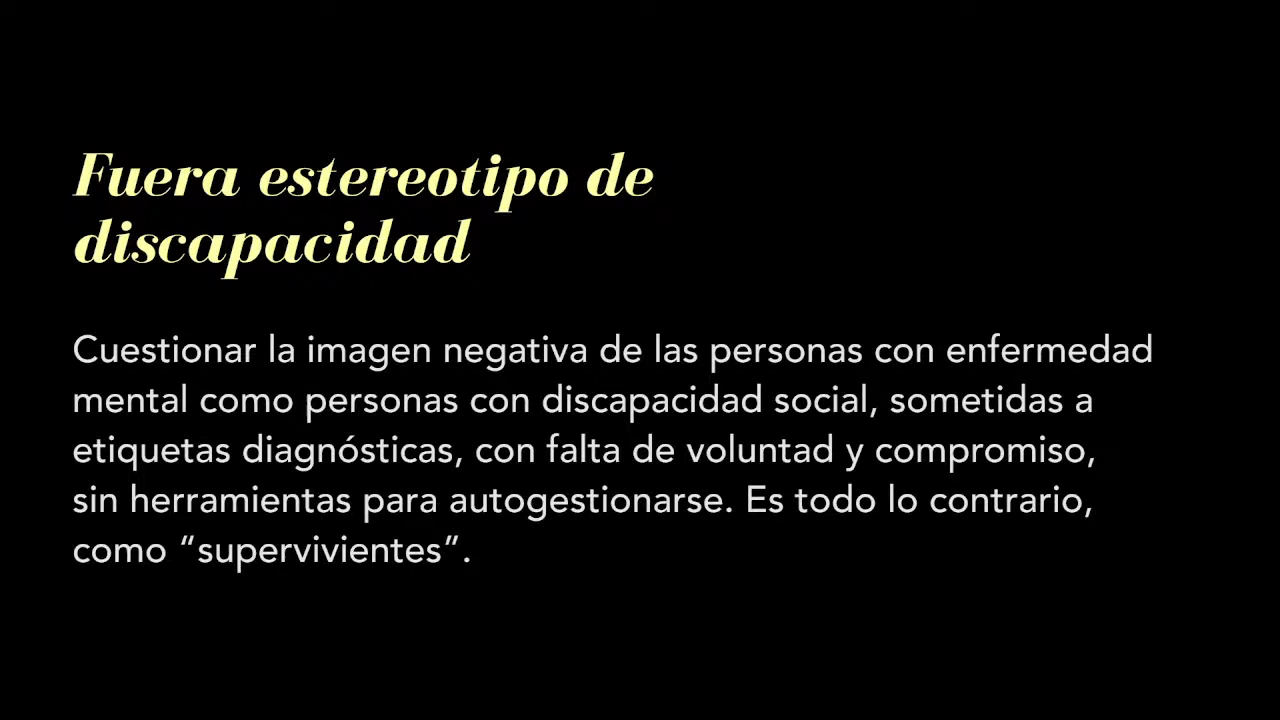 Fuera estereotipo de
discapacidad
Cuestionar la imagen negativa de las personas con enfermedad
mental como personas con discapacidad social, sometidas a
etiquetas diagnósticas, con falta de voluntad y compromiso,
sin herramientas para autogestionarse. Es todo lo contrario,
como “supervivientes”.